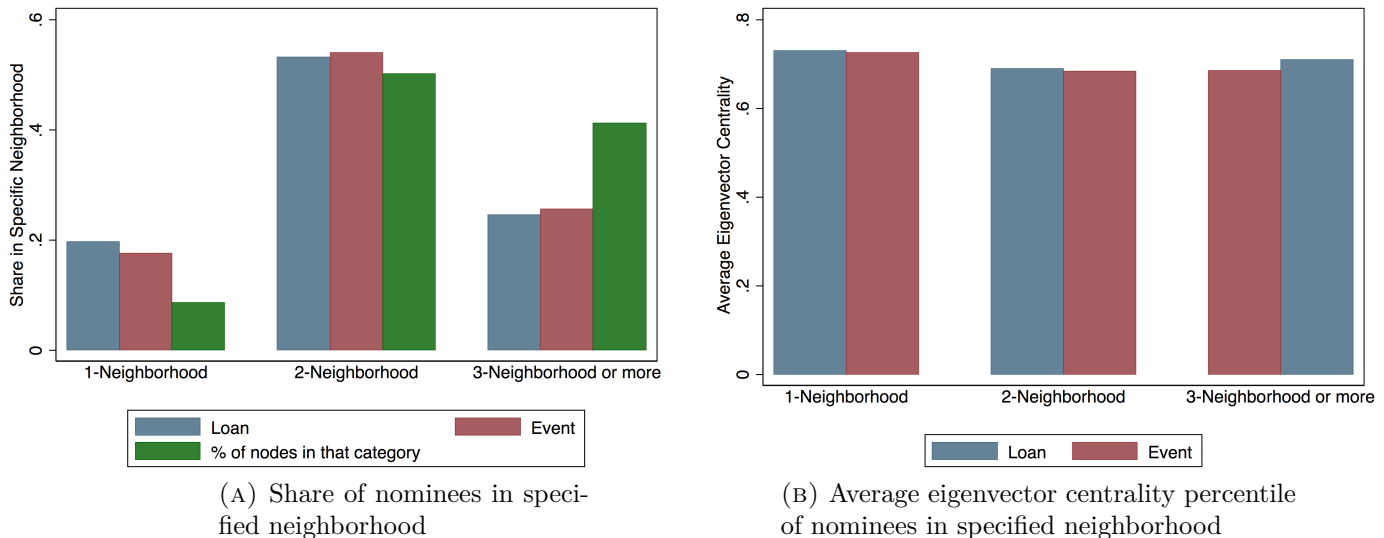 Share in Specific Neighborhood
.6
.4
.2
0
1-Neighborhood
2-Neighborhood
3-Neighborhood or more
Loan
Event
% of nodes in that category
(A) Share of nominees in speci-
fied neighborhood
Average Eigenvector Centrality
.8
.6
.4
.2
0
1-Neighborhood
2-Neighborhood
3-Neighborhood or more
Loan
Event
(B) Average eigenvector centrality percentile
of nominees in specified neighborhood